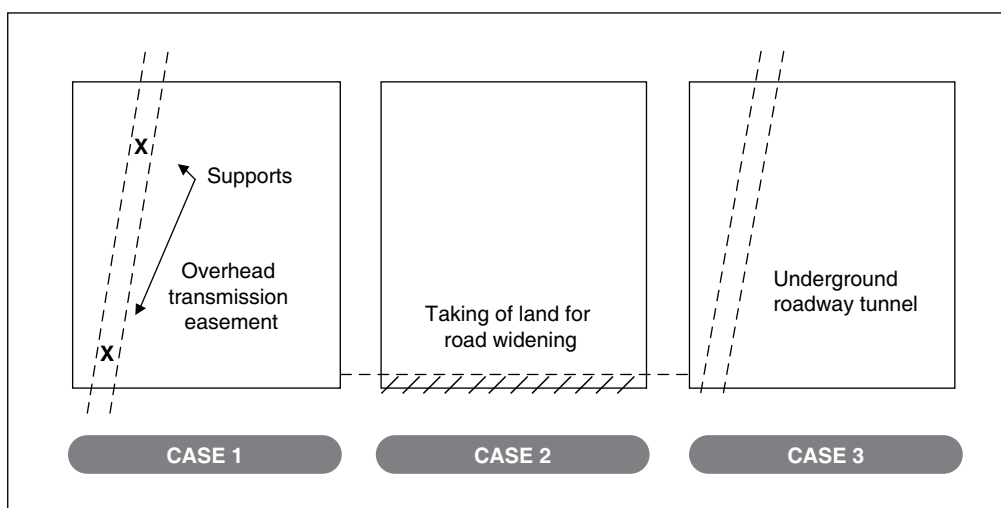 X
Supports
Overhead
transmission
easement
X
CASE 1
Taking of land for
road widening
CASE 2
Underground
roadway tunnel
CASE 3